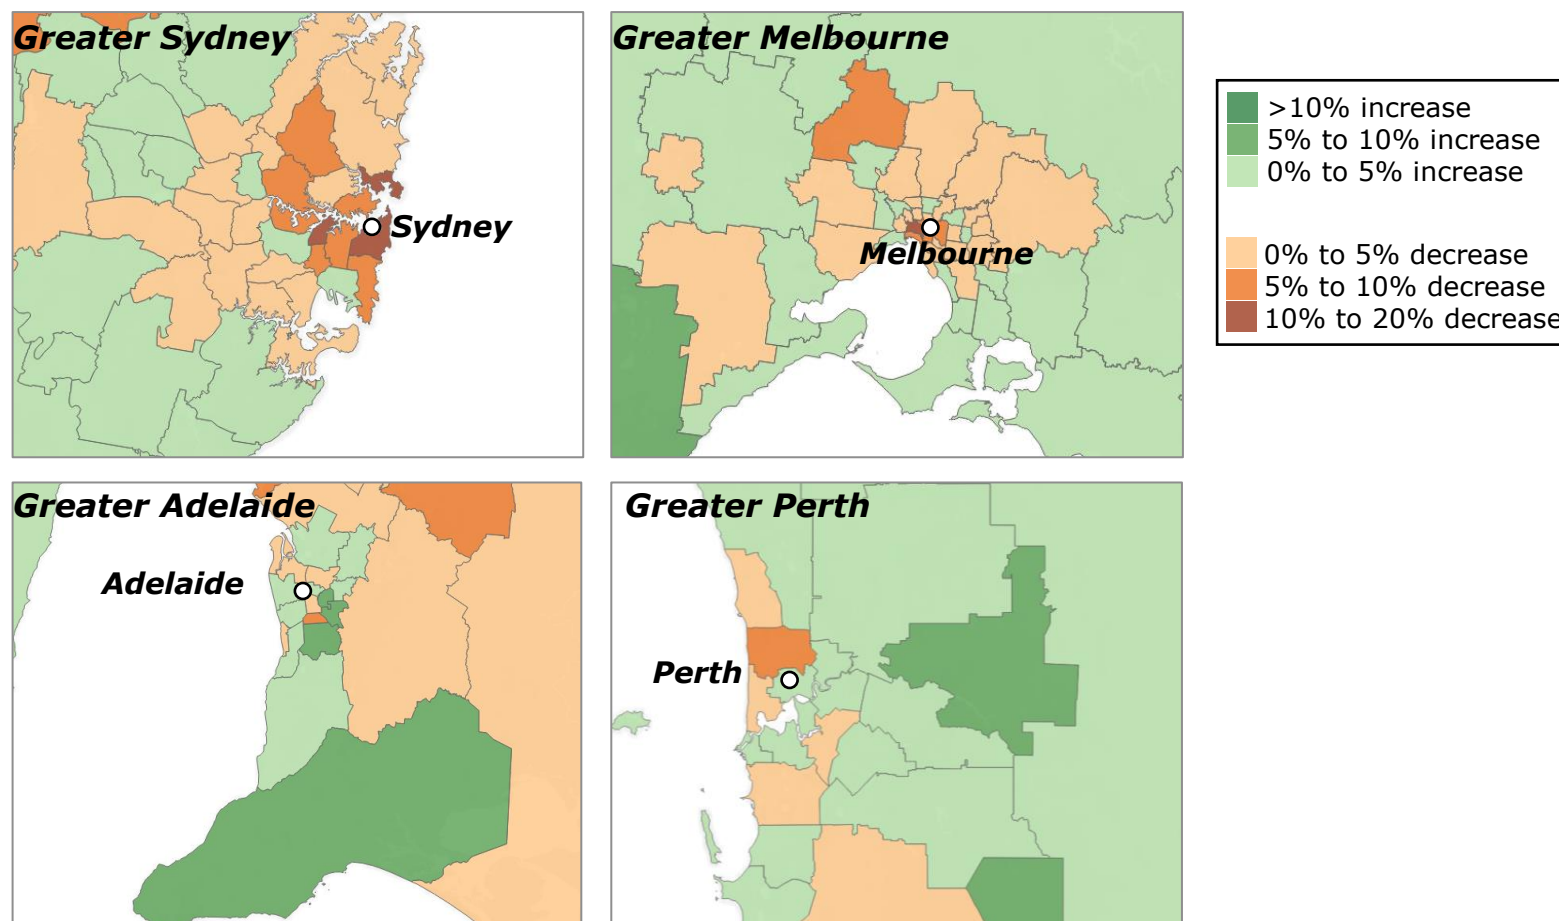 Greater Sydney
Sydney
Greater Melbourne
Melbourne
>10% increase
5% to 10% increase
0% to 5% increase
0% to 5% decrease
5% to 10% decrease
10% to 20% decrease
Greater Adelaide
Adelaide
Greater Perth
Perth